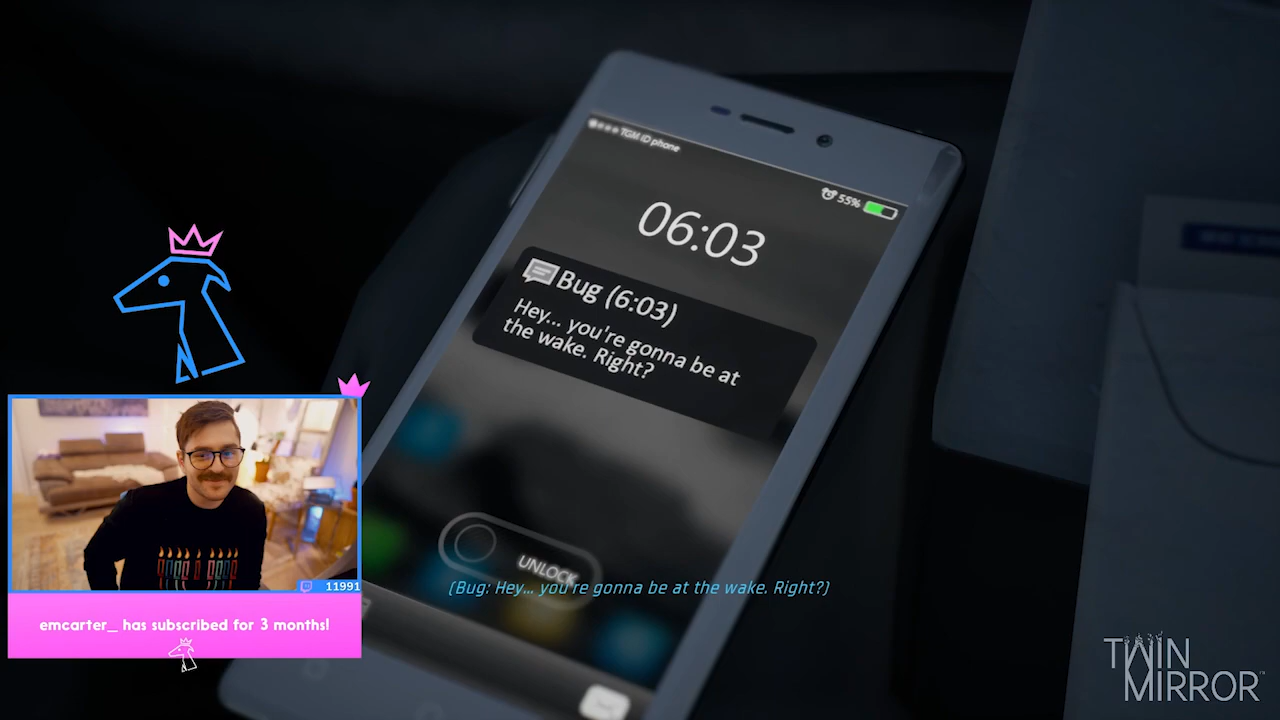 TGM ID phone
55%
06:03
Bug (6:03)
Hey... you're gonna be at
the wake. Right?
UNLOCK
(Bug: Hey... you're gonna be at the wake. Right?)
11991
emcarter_ has subscribed for 3 months!
TWIN
MIRROR